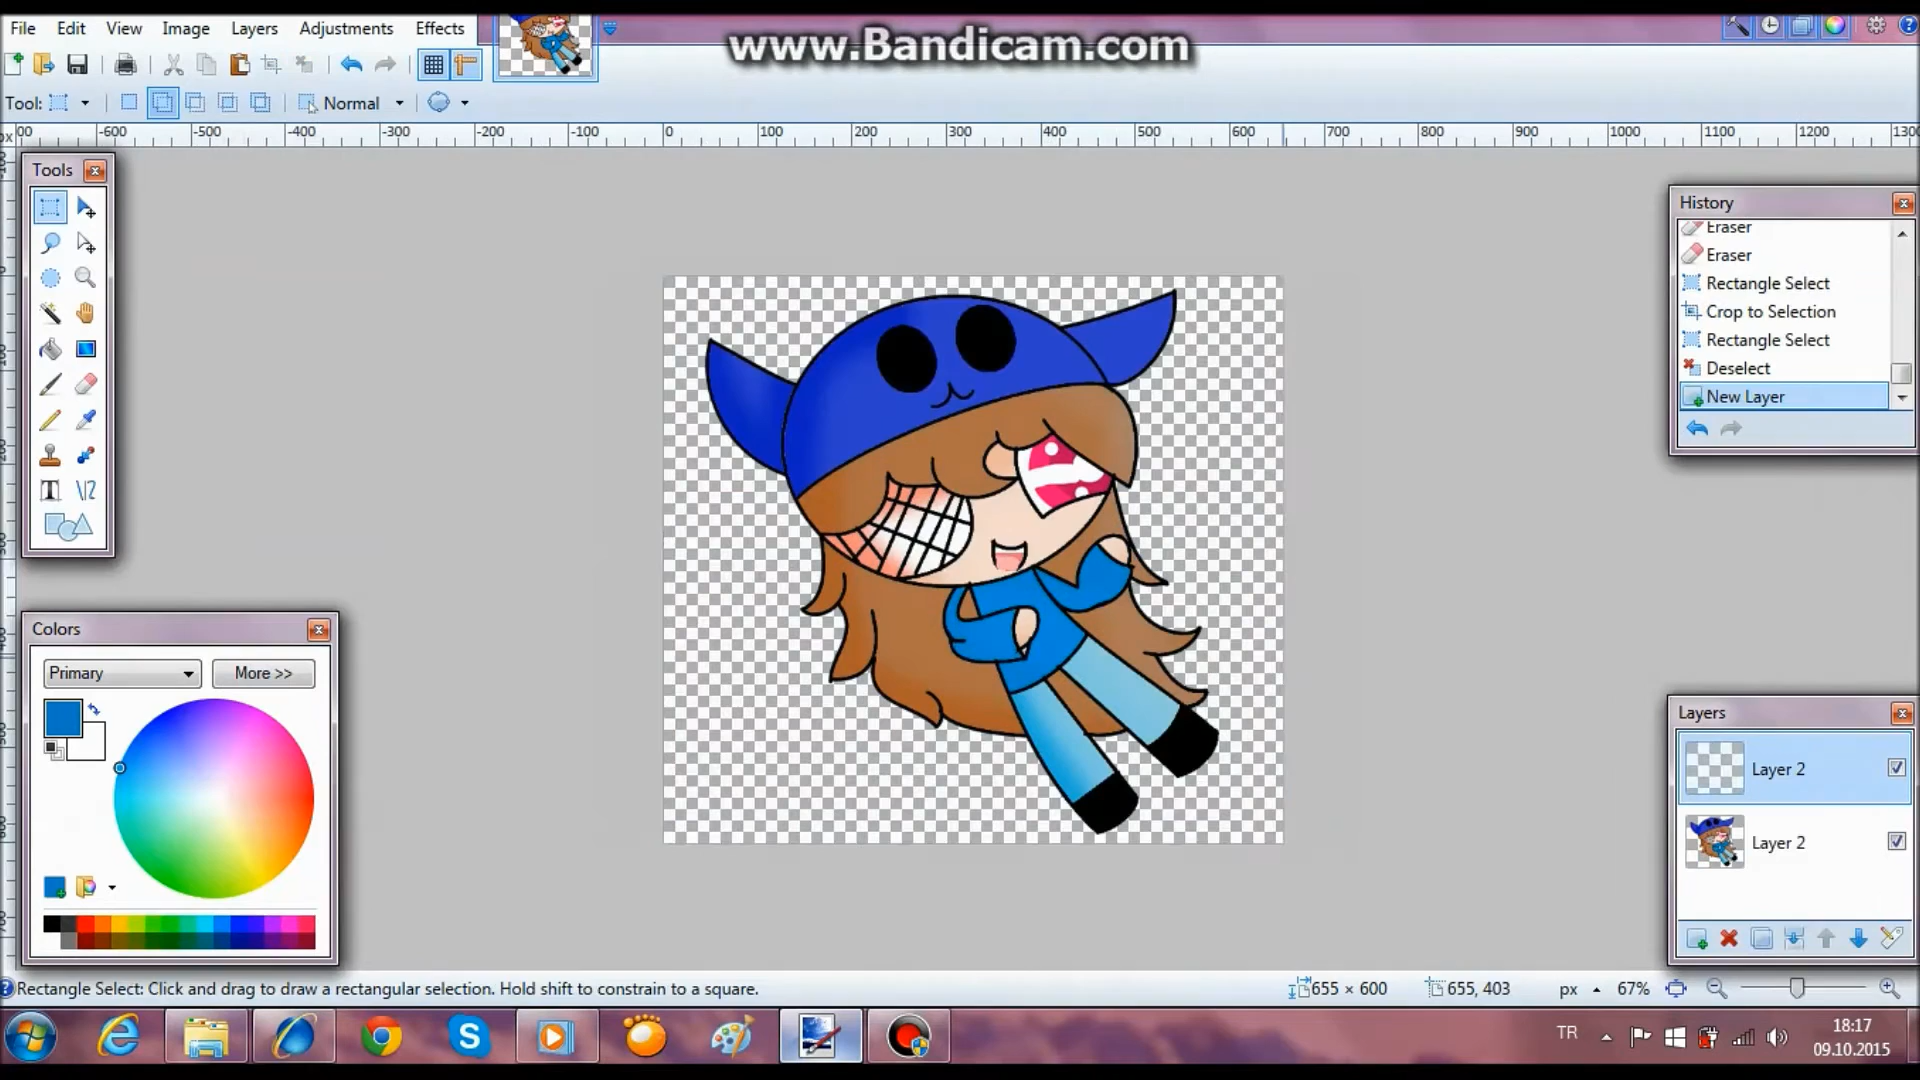 File Edit View Image Layers Adjustments Effects
www.Bandicam.com
Tool: Normal
px
-600 -500 -400 -300 -200 -100 0 100 200 300 400 500 600 700 800 900 1000 1100 1200 1300
Tools
History
Eraser
Eraser
Rectangle Select
Crop to Selection
Rectangle Select
Deselect
New Layer
Colors
Primary More >>
Layers
Layer 2
Layer 2
Rectangle Select: Click and drag to draw a rectangular selection. Hold shift to constrain to a square.
655 × 600 655, 403 px 67%
TR 18:17
09.10.2015